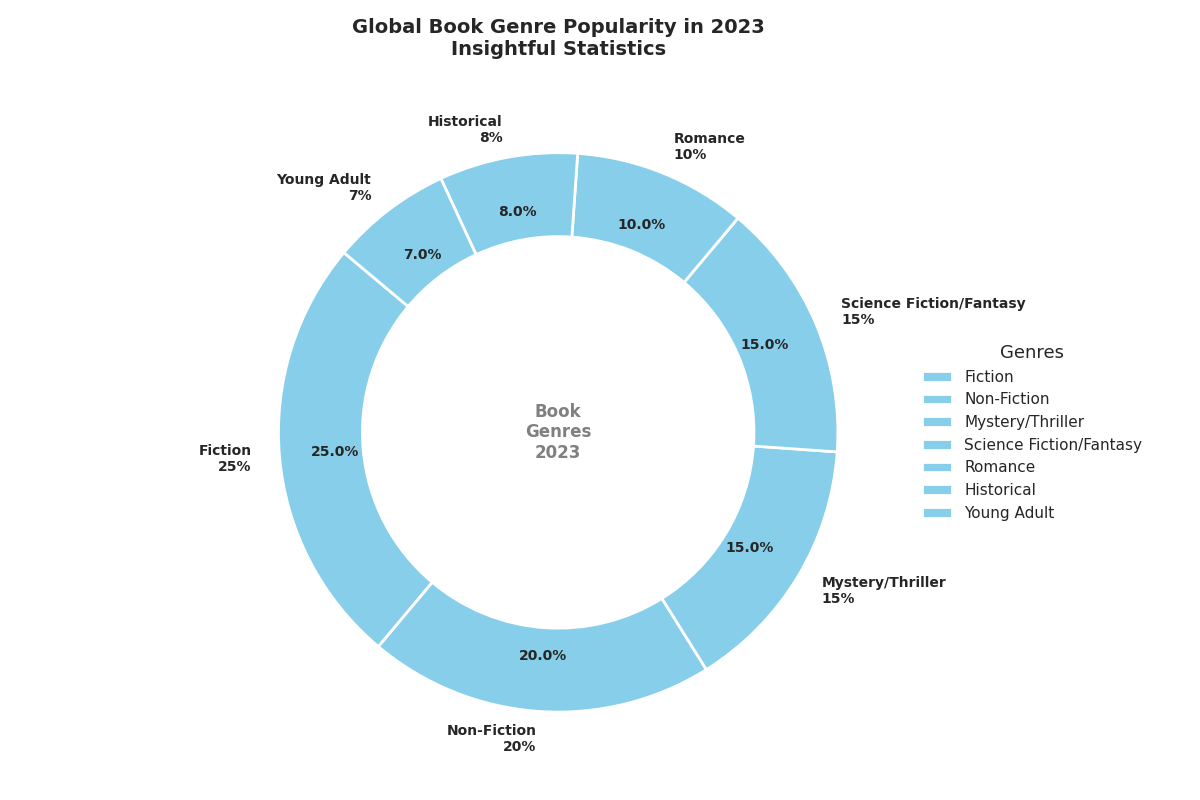 Global Book Genre Popularity in 2023
Insightful Statistics
Historical
8%
Romance
10%
Young Adult
7%
8.0%
10.0%
7.0%
Science Fiction/Fantasy
15%
15.0%
Genres
Fiction
Non-Fiction
Mystery/Thriller
Science Fiction/Fantasy
Romance
Historical
Young Adult
Book
Genres
2023
Fiction
25%
25.0%
15.0%
Mystery/Thriller
15%
20.0%
Non-Fiction
20%